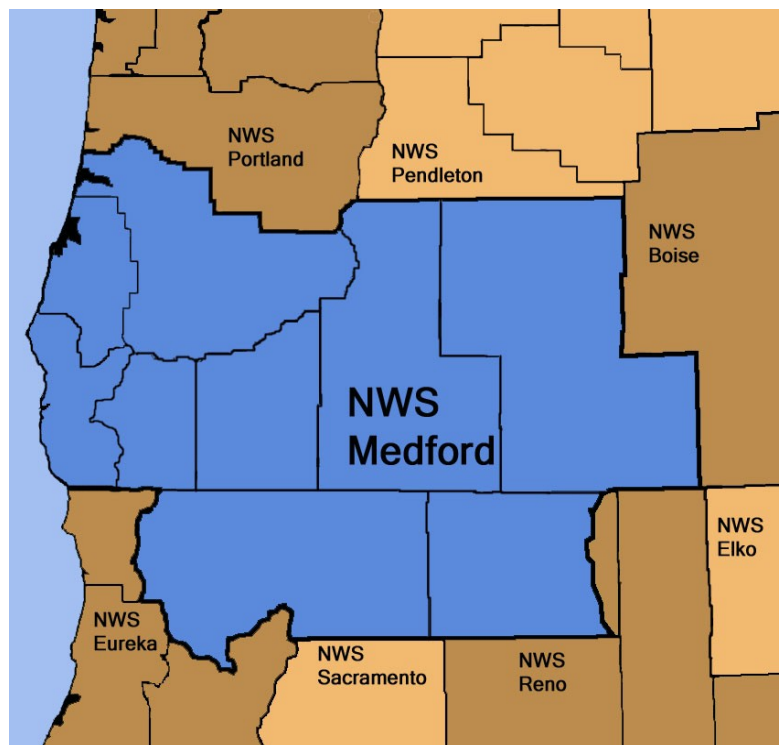 NWS
Portland
NWS
Pendleton
NWS
Boise
NWS
Medford
NWS
Elko
NWS
Eureka
NWS
Sacramento
NWS
Reno